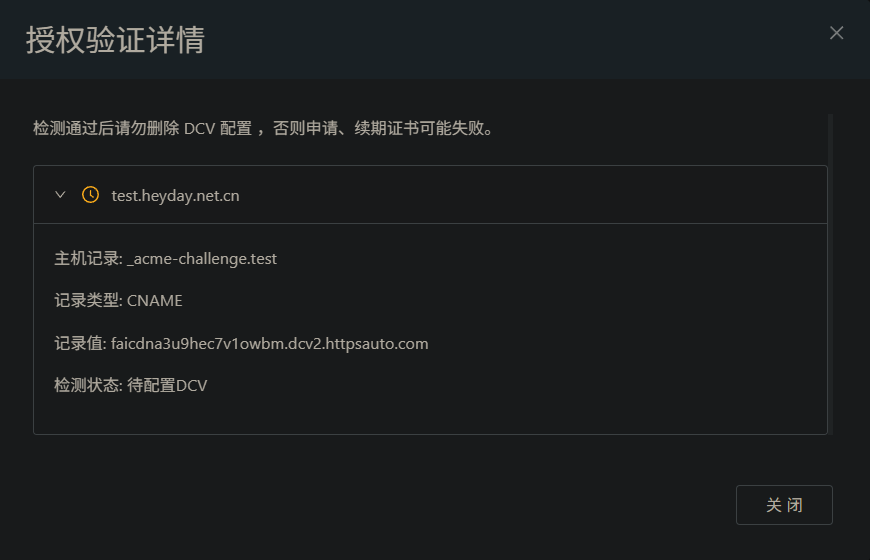 授权验证详情
检测通过后请勿删除 DCV 配置 ，否则申请、续期证书可能失败。
test.heyday.net.cn
主机记录: _acme-challenge.test
记录类型: CNAME
记录值: faicdna3u9hec7v1owbm.dcv2.httpsauto.com
检测状态: 待配置DCV
关 闭